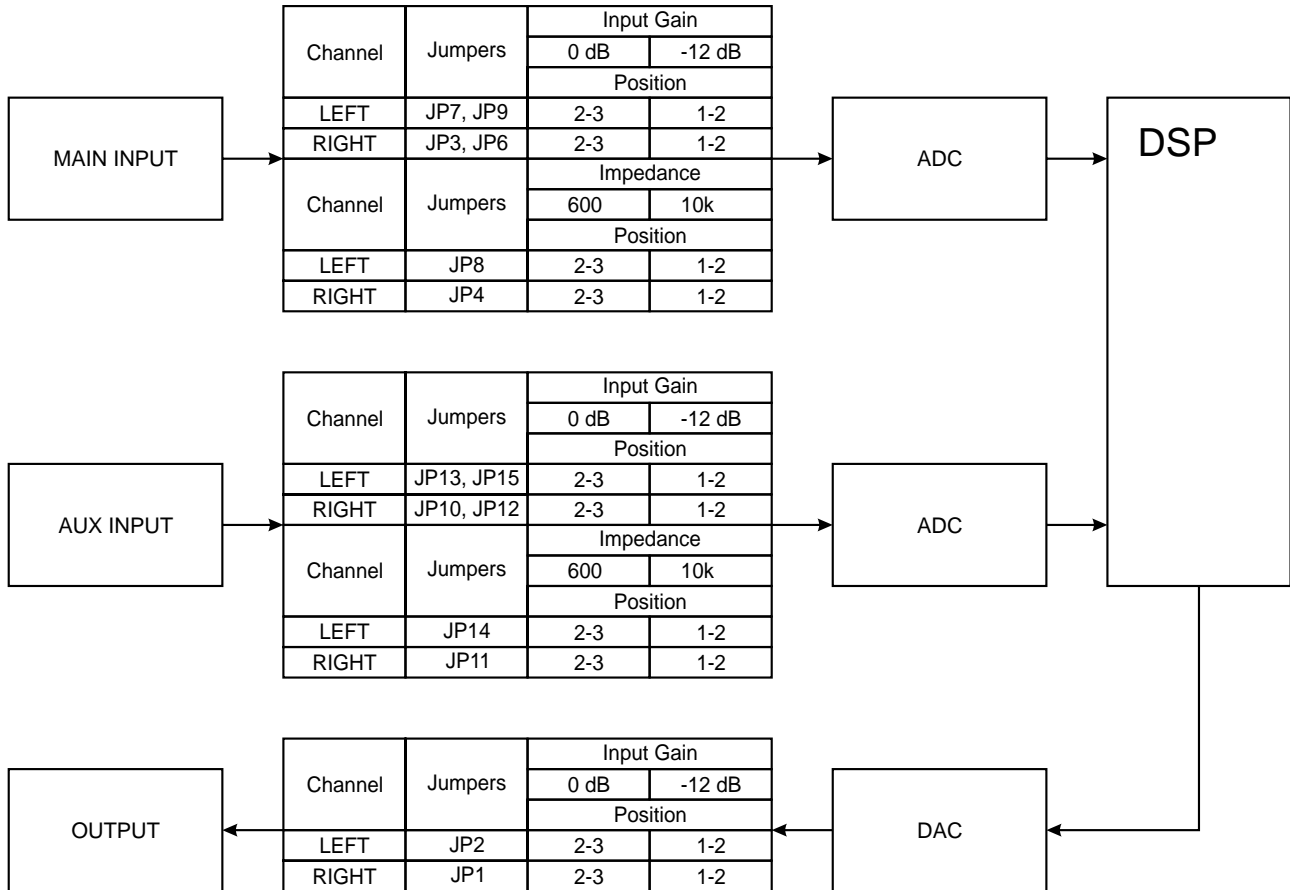 MAIN INPUT
Channel Jumpers Input Gain
0 dB -12 dB
Position
LEFT JP7, JP9 2-3 1-2
RIGHT JP3, JP6 2-3 1-2
Channel Jumpers Impedance
600 10k
Position
LEFT JP8 2-3 1-2
RIGHT JP4 2-3 1-2
ADC
DSP
AUX INPUT
Channel Jumpers Input Gain
0 dB -12 dB
Position
LEFT JP13, JP15 2-3 1-2
RIGHT JP10, JP12 2-3 1-2
Channel Jumpers Impedance
600 10k
Position
LEFT JP14 2-3 1-2
RIGHT JP11 2-3 1-2
ADC
OUTPUT
Channel Jumpers Input Gain
0 dB -12 dB
Position
LEFT JP2 2-3 1-2
RIGHT JP1 2-3 1-2
DAC